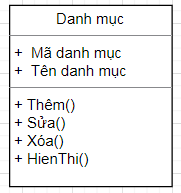 Danh mục
+ Mã danh mục
+ Tên danh mục
+ Thêm()
+ Sửa()
+ Xóa()
+ HienThi()